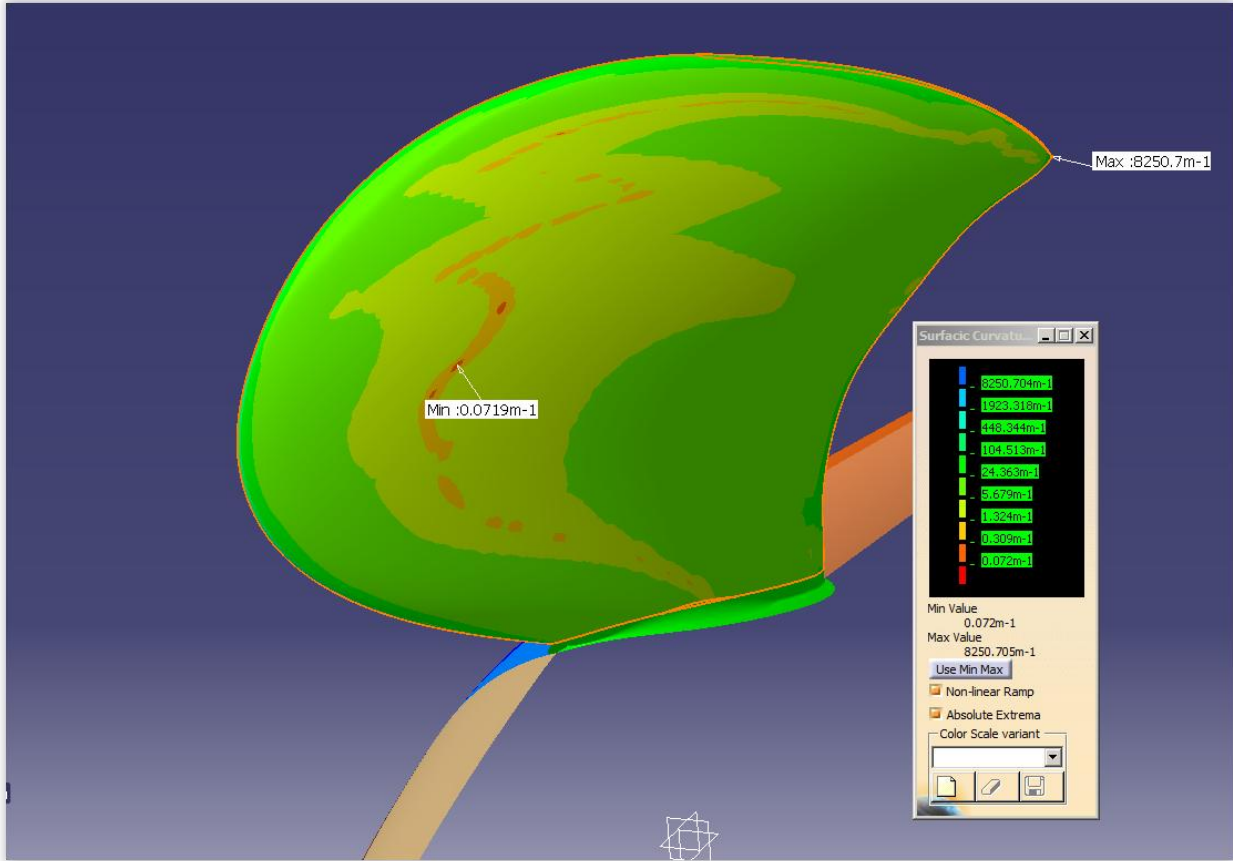 Max :8250.7m-1
Min :0.0719m-1
Surfacic Curvatu...
8250.704m-1
1923.318m-1
448.344m-1
104.513m-1
24.363m-1
5.679m-1
1.324m-1
0.309m-1
0.072m-1
Min Value
0.072m-1
Max Value
8250.705m-1
Use Min Max
Non-linear Ramp
Absolute Extrema
Color Scale variant